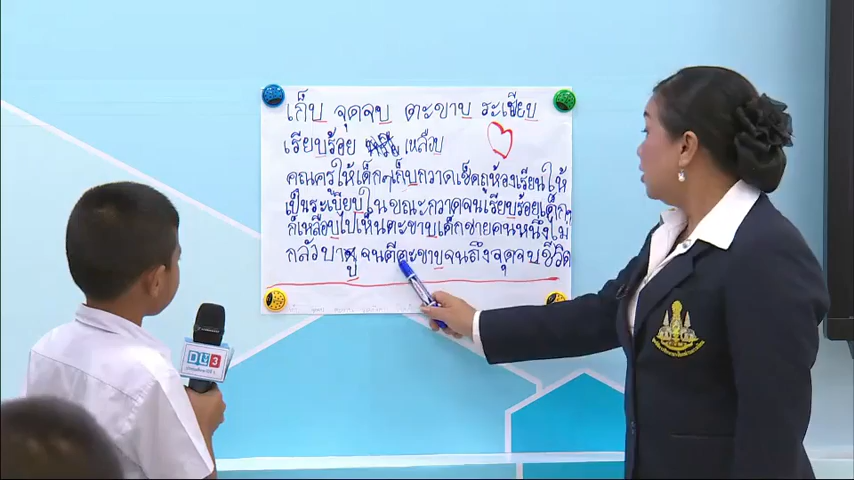 เก็บ จุดจบ ตะขาบ ระเบียบ
เรียบร้อย เหลือบ
คุณครูให้เด็กๆเก็บกวาดเช็ดถูห้องเรียนให้
เป็นระเบียบในขณะกวาดจนเรียบร้อยเด็กๆ
ก็เหลือบไปเห็นตะขาบเด็กชายคนหนึ่งไม่
กลัวบาป จนตีตะขาบจนถึงจุดจบชีวิต
DLTV 3